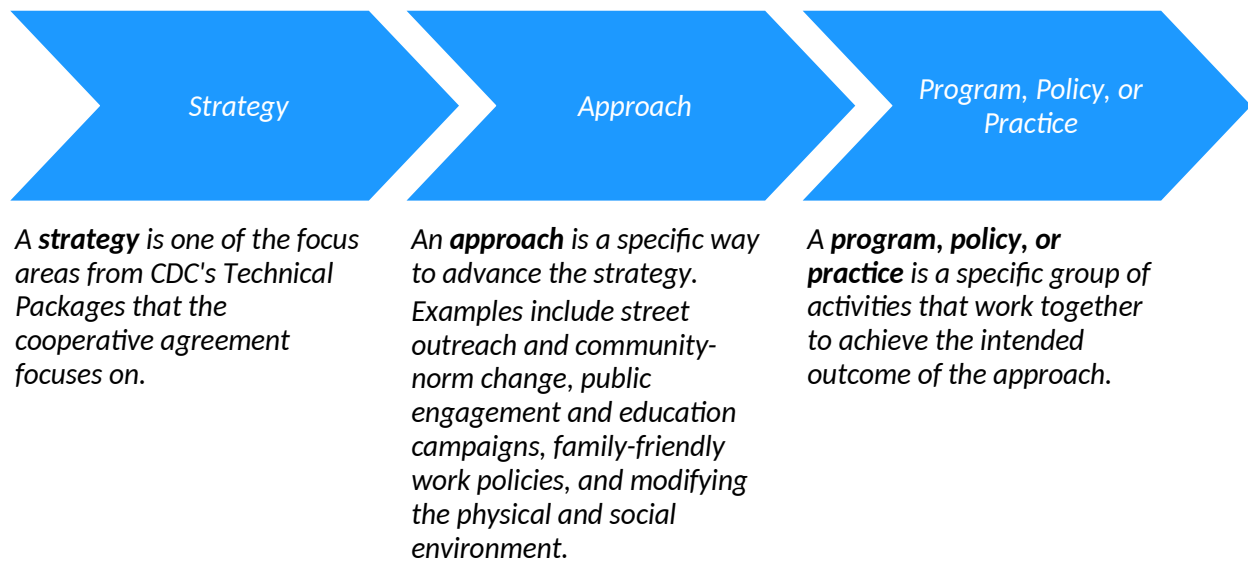 Strategy
Approach
Program, Policy, or
Practice
A strategy is one of the focus
areas from CDC's Technical
Packages that the
cooperative agreement
focuses on.
An approach is a specific way
to advance the strategy.
Examples include street
outreach and community-
norm change, public
engagement and education
campaigns, family-friendly
work policies, and modifying
the physical and social
environment.
A program, policy, or
practice is a specific group of
activities that work together
to achieve the intended
outcome of the approach.